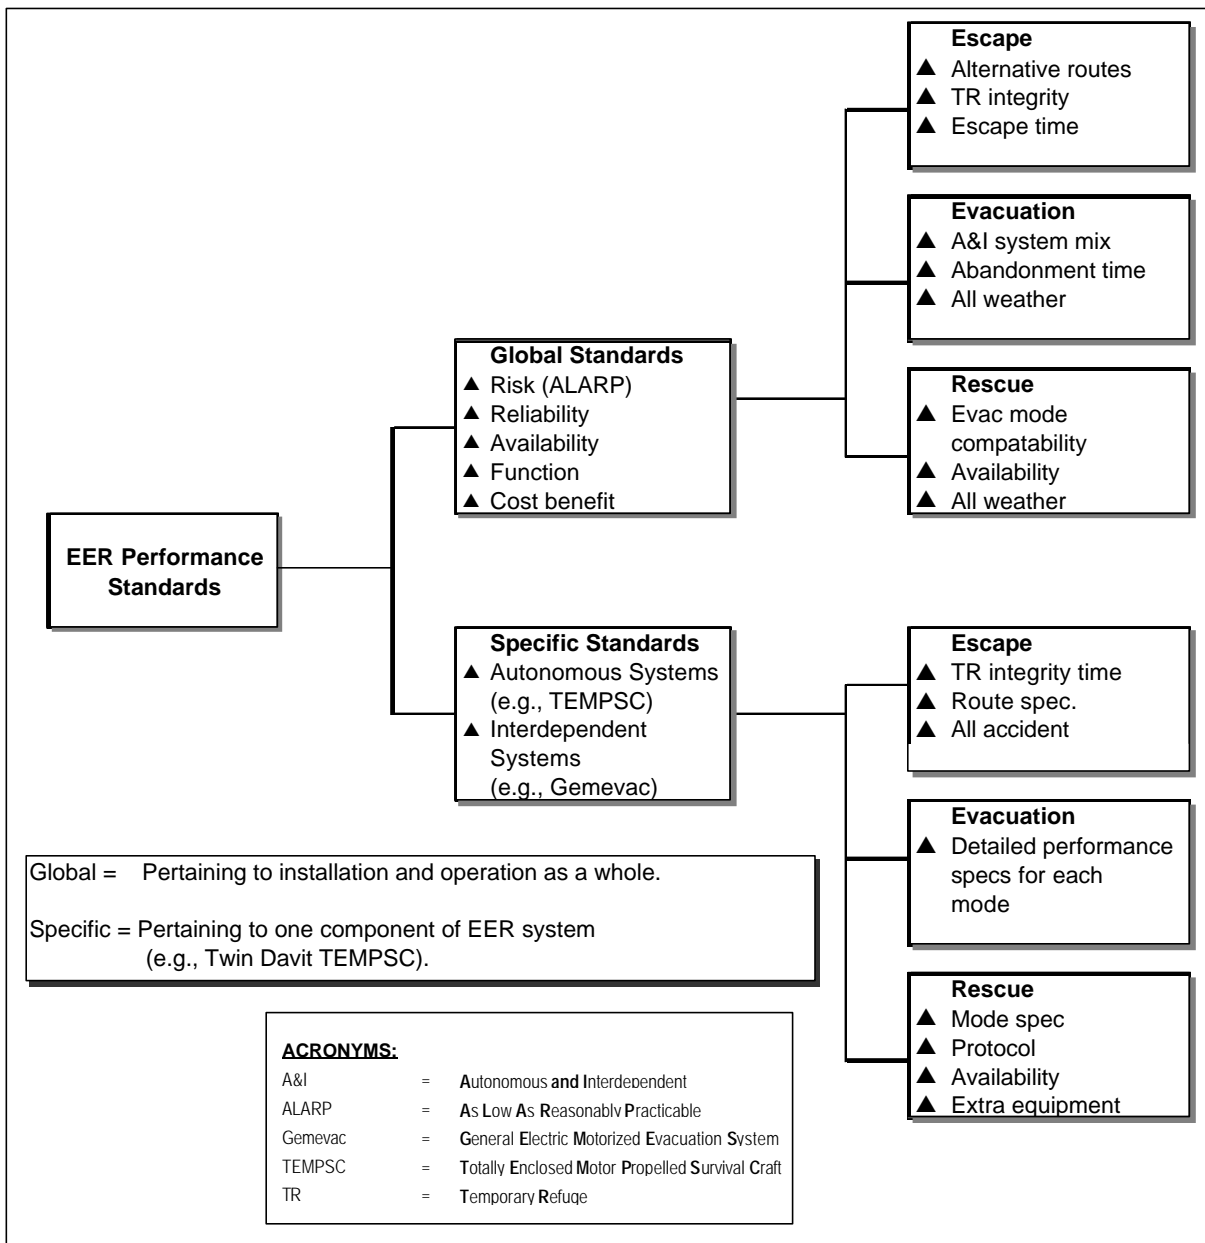 EER Performance
Standards
Global Standards
▲ Risk (ALARP)
▲ Reliability
▲ Availability
▲ Function
▲ Cost benefit
Escape
▲ Alternative routes
▲ TR integrity
▲ Escape time
Evacuation
▲ A&I system mix
▲ Abandonment time
▲ All weather
Rescue
▲ Evac mode
compatability
▲ Availability
▲ All weather
Specific Standards
▲ Autonomous Systems
(e.g., TEMPSC)
▲ Interdependent
Systems
(e.g., Gemevac)
Escape
▲ TR integrity time
▲ Route spec.
▲ All accident
Evacuation
▲ Detailed performance
specs for each
mode
Rescue
▲ Mode spec
▲ Protocol
▲ Availability
▲ Extra equipment
Global = Pertaining to installation and operation as a whole.
Specific = Pertaining to one component of EER system
(e.g., Twin Davit TEMPSC).
ACRONYMS:
A&I = Autonomous and Interdependent
ALARP = As Low As Reasonably Practicable
Gemevac = General Electric Motorized Evacuation System
TEMPSC = Totally Enclosed Motor Propelled Survival Craft
TR = Temporary Refuge